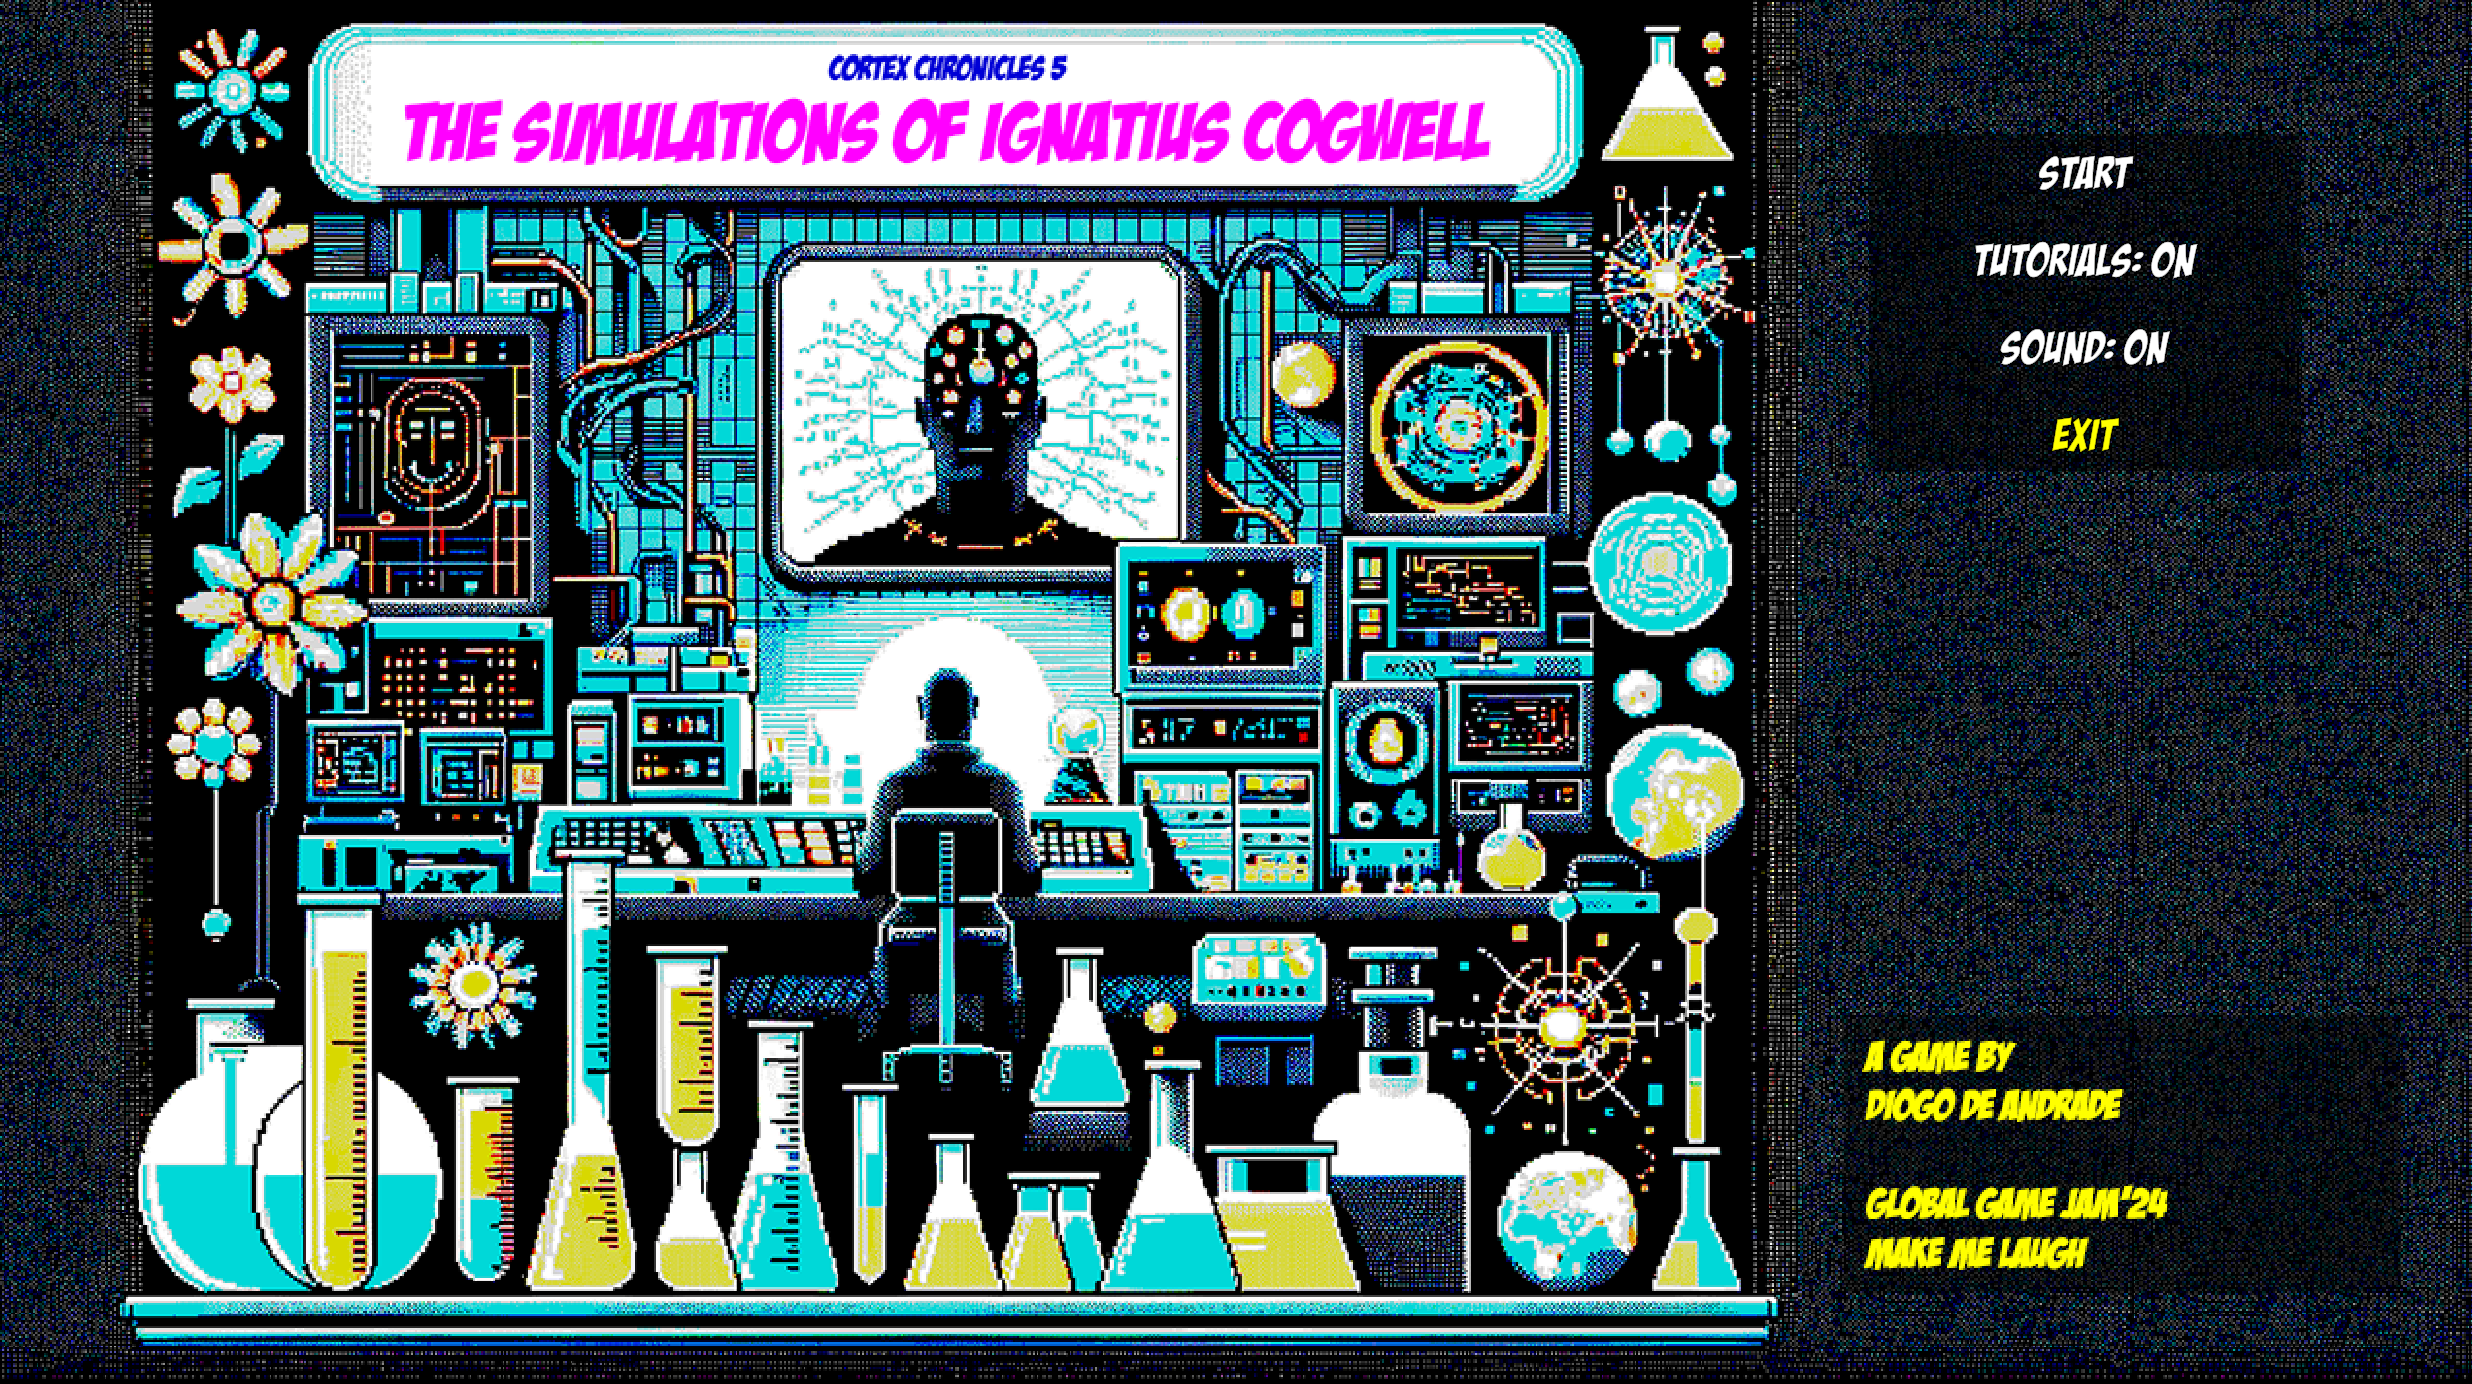 CORTEX CHRONICLES 5
THE SIMULATIONS OF IGNATIUS COGWELL
START
TUTORIALS: ON
SOUND: ON
EXIT
A GAME BY
DIOGO DE ANDRADE
GLOBAL GAME JAM'24
MAKE ME LAUGH